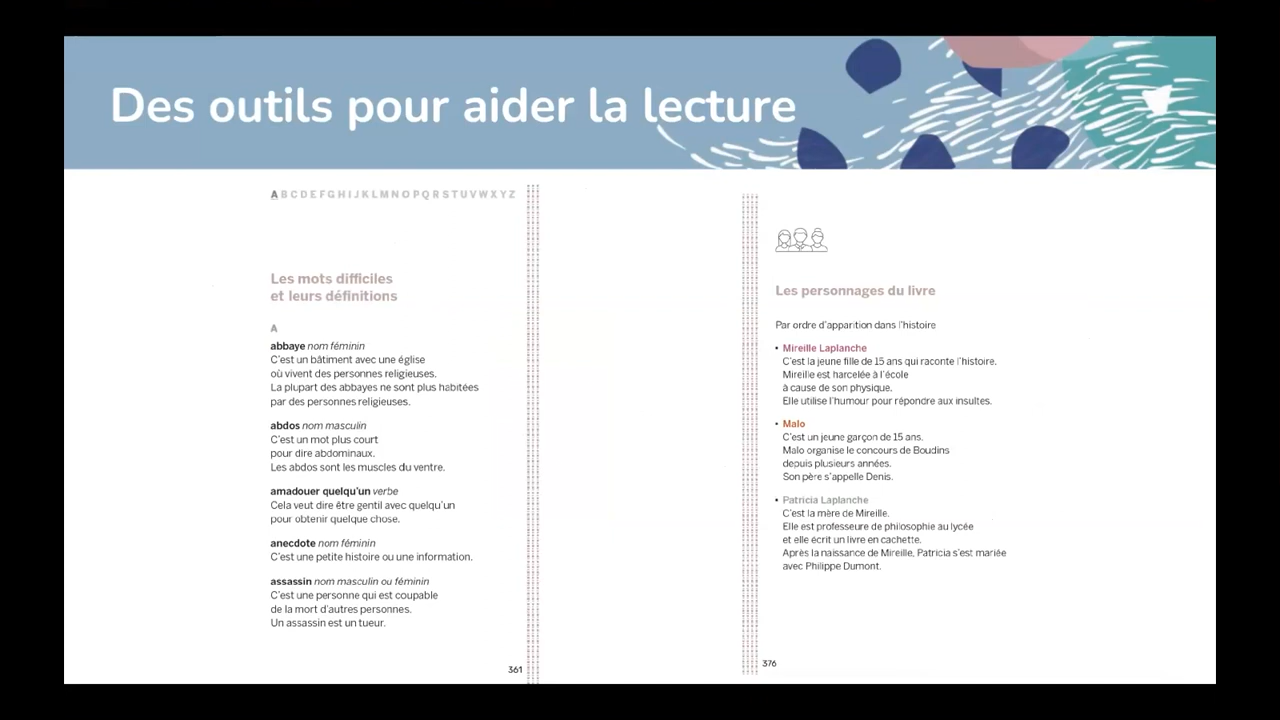 Des outils pour aider la lecture
A B C D E F G H I J K L M N O P Q R S T U V W X Y Z
Les mots difficiles
et leurs définitions
A
abbaye nom féminin
C'est un bâtiment avec une église
où vivent des personnes religieuses.
La plupart des abbayes ne sont plus habitées
par des personnes religieuses.
abdos nom masculin
C'est un mot plus court
pour dire abdominaux.
Les abdos sont les muscles du ventre.
amadouer quelqu'un verbe
Cela veut dire être gentil avec quelqu'un
pour obtenir quelque chose.
anecdote nom féminin
C'est une petite histoire ou une information.
assassin nom masculin ou féminin
C'est une personne qui est coupable
de la mort d'autres personnes.
Un assassin est un tueur.
361
Les personnages du livre
Par ordre d'apparition dans l'histoire
• Mireille Laplanche
C'est la jeune fille de 15 ans qui raconte l'histoire.
Mireille est harcelée à l'école
à cause de son physique.
Elle utilise l'humour pour répondre aux insultes.
• Malo
C'est un jeune garçon de 15 ans.
Malo organise le concours de Boudins
depuis plusieurs années.
Son père s'appelle Denis.
• Patricia Laplanche
C'est la mère de Mireille.
Elle est professeure de philosophie au lycée
et elle écrit un livre en cachette.
Après la naissance de Mireille, Patricia s'est mariée
avec Philippe Dumont.
376